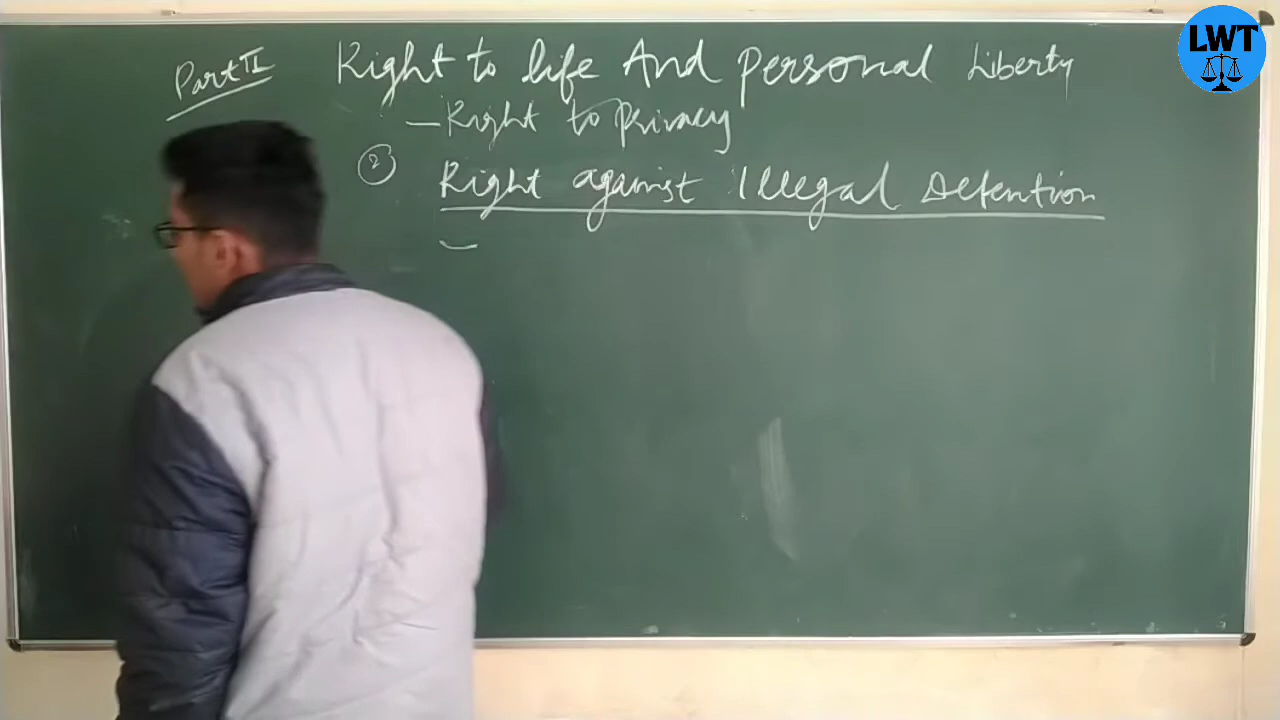 LWT
Part II
Right to life And personal Liberty
— Right to privacy
② Right against Illegal Detention